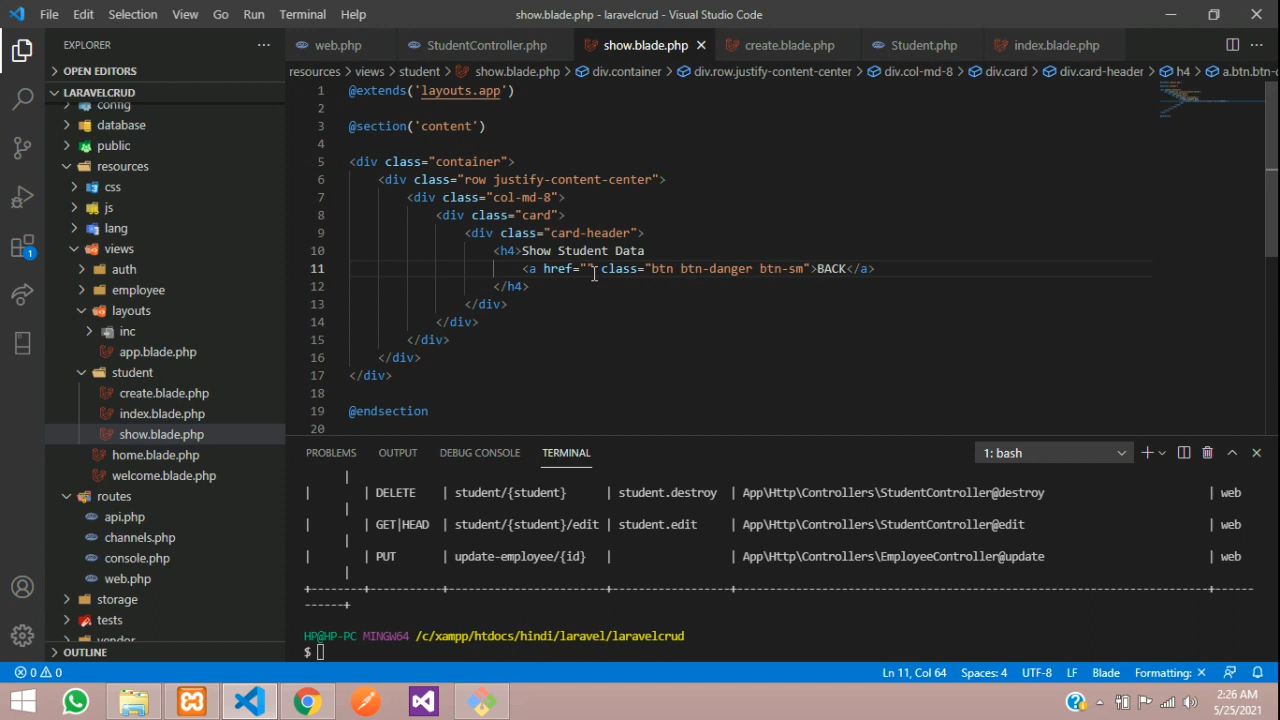 File Edit Selection View Go Run Terminal Help show.blade.php - laravelcrud - Visual Studio Code
EXPLORER ...
web.php StudentController.php show.blade.php create.blade.php Student.php index.blade.php
OPEN EDITORS
resources > views > student > show.blade.php > div.container > div.row.justify-content-center > div.col-md-8 > div.card > div.card-header > h4 > a.btn.btn-
LARAVELCRUD
config
database
public
resources
css
js
lang
views
auth
employee
layouts
inc
app.blade.php
student
create.blade.php
index.blade.php
show.blade.php
home.blade.php
welcome.blade.php
routes
api.php
channels.php
console.php
web.php
storage
tests
vendor
OUTLINE
1
1 @extends('layouts.app')
2
3 @section('content')
4
5 <div class="container">
6 <div class="row justify-content-center">
7 <div class="col-md-8">
8 <div class="card">
9 <div class="card-header">
10 <h4>Show Student Data
11 <a href="" class="btn btn-danger btn-sm">BACK</a>
12 </h4>
13 </div>
14 </div>
15 </div>
16 </div>
17 </div>
18
19 @endsection
20
PROBLEMS OUTPUT DEBUG CONSOLE TERMINAL 1: bash
|
| | DELETE | student/{student} | student.destroy | App\Http\Controllers\StudentController@destroy | web
|
| | GET|HEAD | student/{student}/edit | student.edit | App\Http\Controllers\StudentController@edit | web
|
| | PUT | update-employee/{id} | | App\Http\Controllers\EmployeeController@update | web
|
+--------+----------+------------------------+------------------+------------------------------------------------------------------------+------
------+
HP@HP-PC MINGW64 /c/xampp/htdocs/hindi/laravel/laravelcrud
$
0 0 Ln 11, Col 64 Spaces: 4 UTF-8 LF Blade Formatting: ×
2:26 AM
5/25/2021